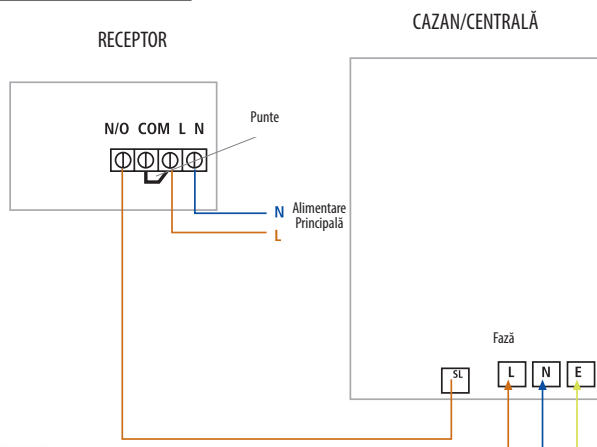 CAZAN/CENTRALĂ
RECEPTOR
N/O COM L N
Punte
N Alimentare
Principală
L
Fază
SL
L N E